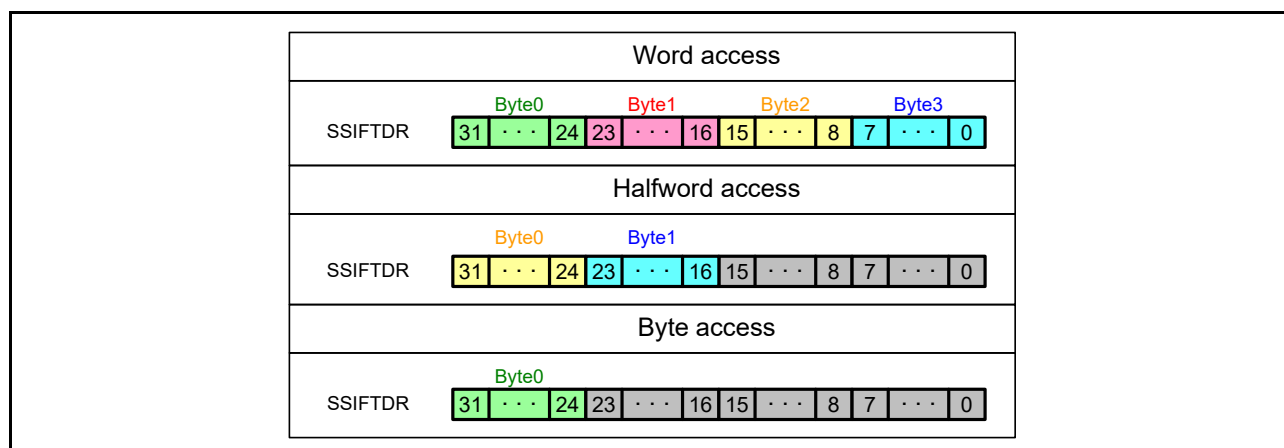 Word access
Byte0 Byte1 Byte2 Byte3
SSIFTDR 31 ··· 24 23 ··· 16 15 ··· 8 7 ··· 0
Halfword access
Byte0 Byte1
SSIFTDR 31 ··· 24 23 ··· 16 15 ··· 8 7 ··· 0
Byte access
Byte0
SSIFTDR 31 ··· 24 23 ··· 16 15 ··· 8 7 ··· 0